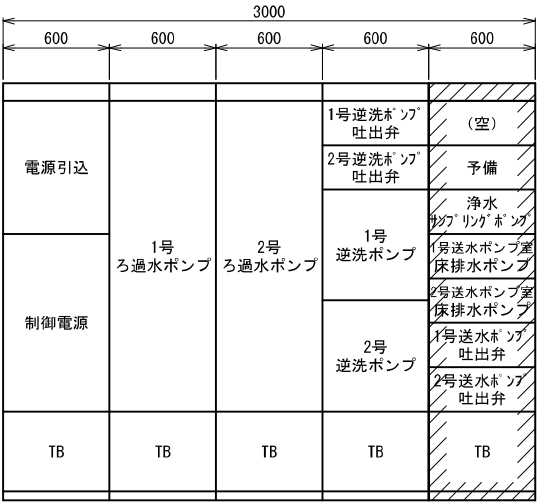 3000
600 600 600 600 600
電源引込
制御電源
TB
1号
ろ過水ポンプ
TB
2号
ろ過水ポンプ
TB
1号逆洗ポンプ
吐出弁
2号逆洗ポンプ
吐出弁
1号
逆洗ポンプ
2号
逆洗ポンプ
TB
(空)
予備
浄水
サンプリングポンプ
1号送水ポンプ室
床排水ポンプ
2号送水ポンプ室
床排水ポンプ
1号送水ポンプ
吐出弁
2号送水ポンプ
吐出弁
TB